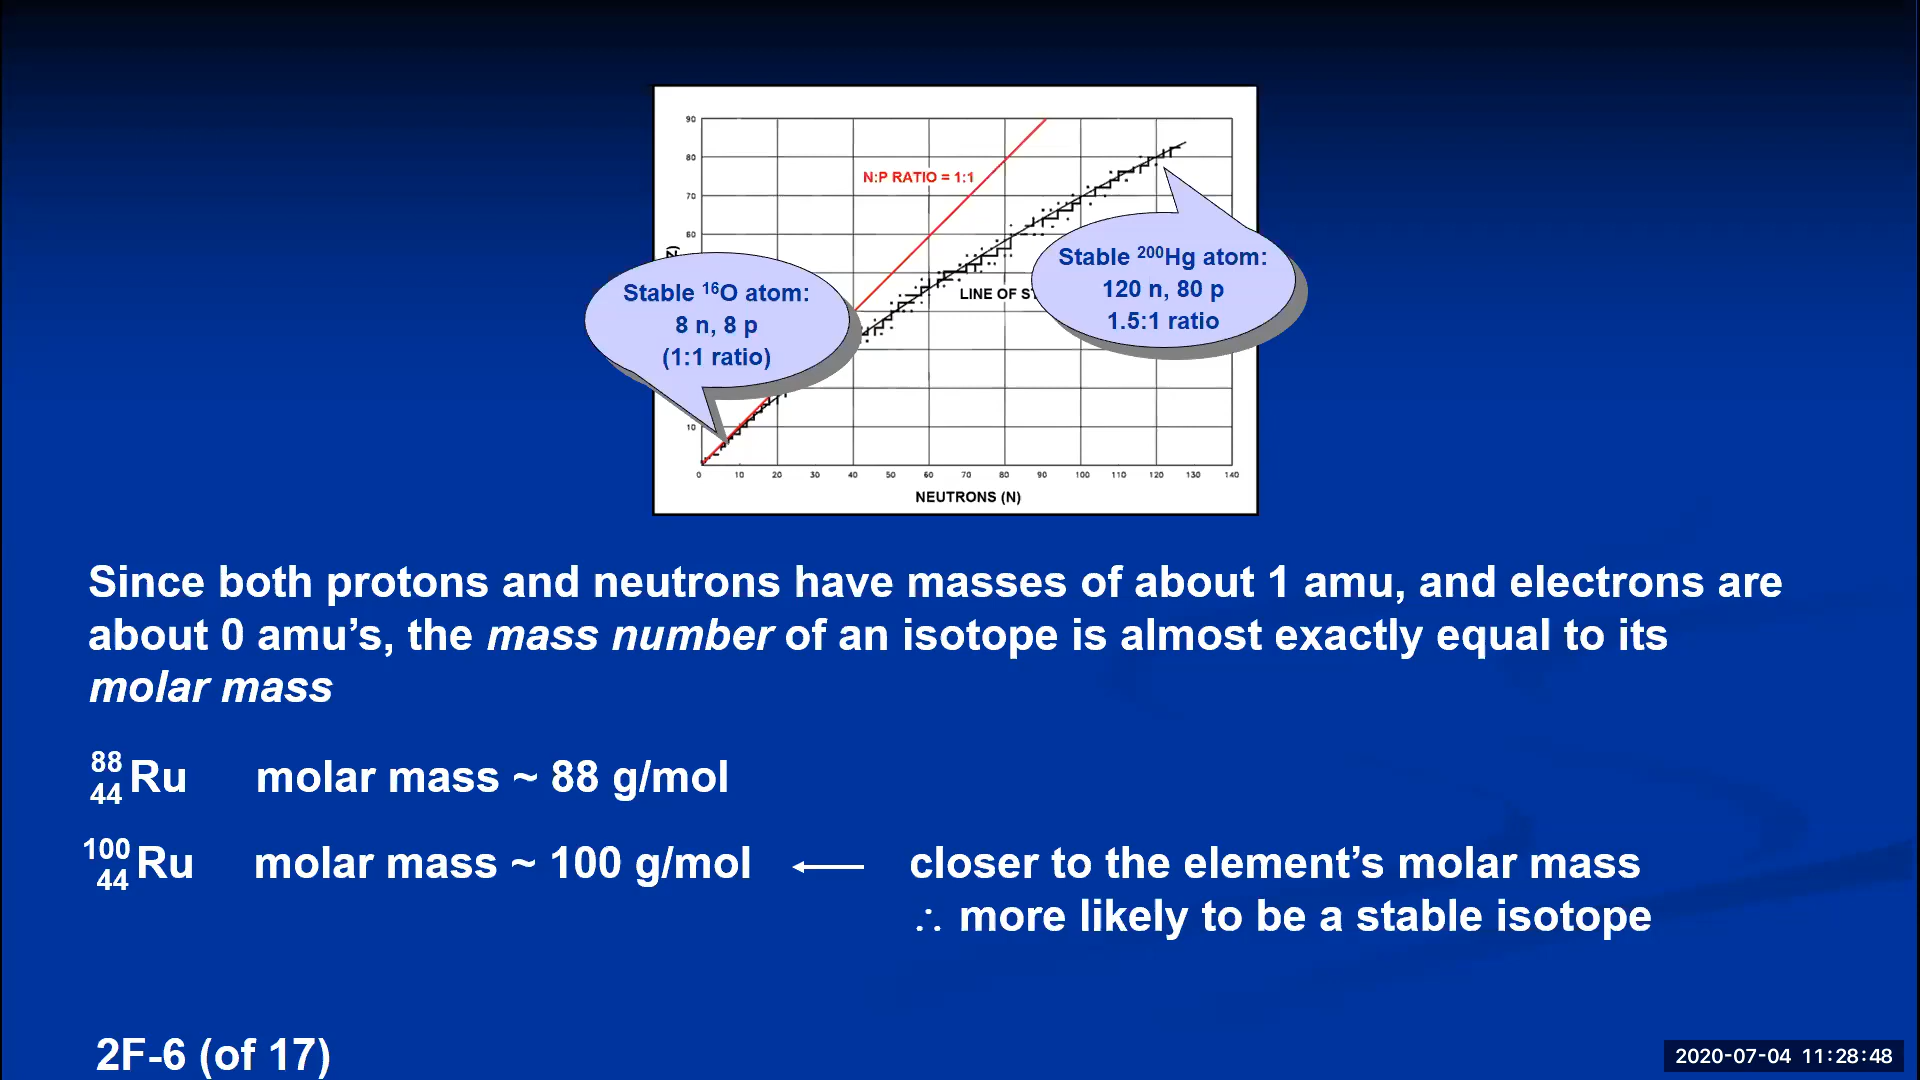 90
80
N:P RATIO = 1:1
70
60
Stable ²⁰⁰Hg atom:
120 n, 80 p
1.5:1 ratio
LINE OF
Stable ¹⁶O atom:
8 n, 8 p
(1:1 ratio)
10
0 10 20 30 40 50 60 70 80 90 100 110 120 130 140
NEUTRONS (N)
Since both protons and neutrons have masses of about 1 amu, and electrons are
about 0 amu’s, the mass number of an isotope is almost exactly equal to its
molar mass
⁸⁸₄₄Ru molar mass ~ 88 g/mol
¹⁰⁰₄₄Ru molar mass ~ 100 g/mol ← closer to the element’s molar mass
∴ more likely to be a stable isotope
2F-6 (of 17)
2020-07-04 11:28:48